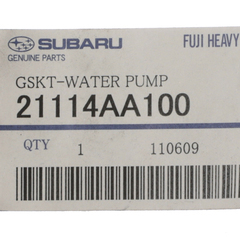 SUBARU FUJI HEAVY
GENUINE PARTS
GSKT-WATER PUMP
21114AA100
QTY 1 110609